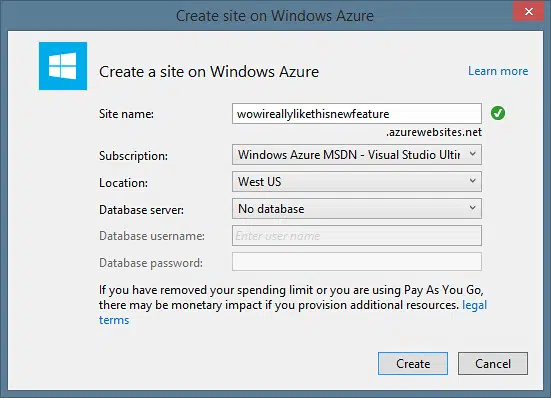 Create site on Windows Azure
Create a site on Windows Azure
Learn more
Site name:
wowireallylikethisnewfeature
.azurewebsites.net
Subscription:
Windows Azure MSDN - Visual Studio Ultir
Location:
West US
Database server:
No database
Database username:
Enter user name
Database password:
If you have removed your spending limit or you are using Pay As You Go,
there may be monetary impact if you provision additional resources. legal
terms
Create
Cancel